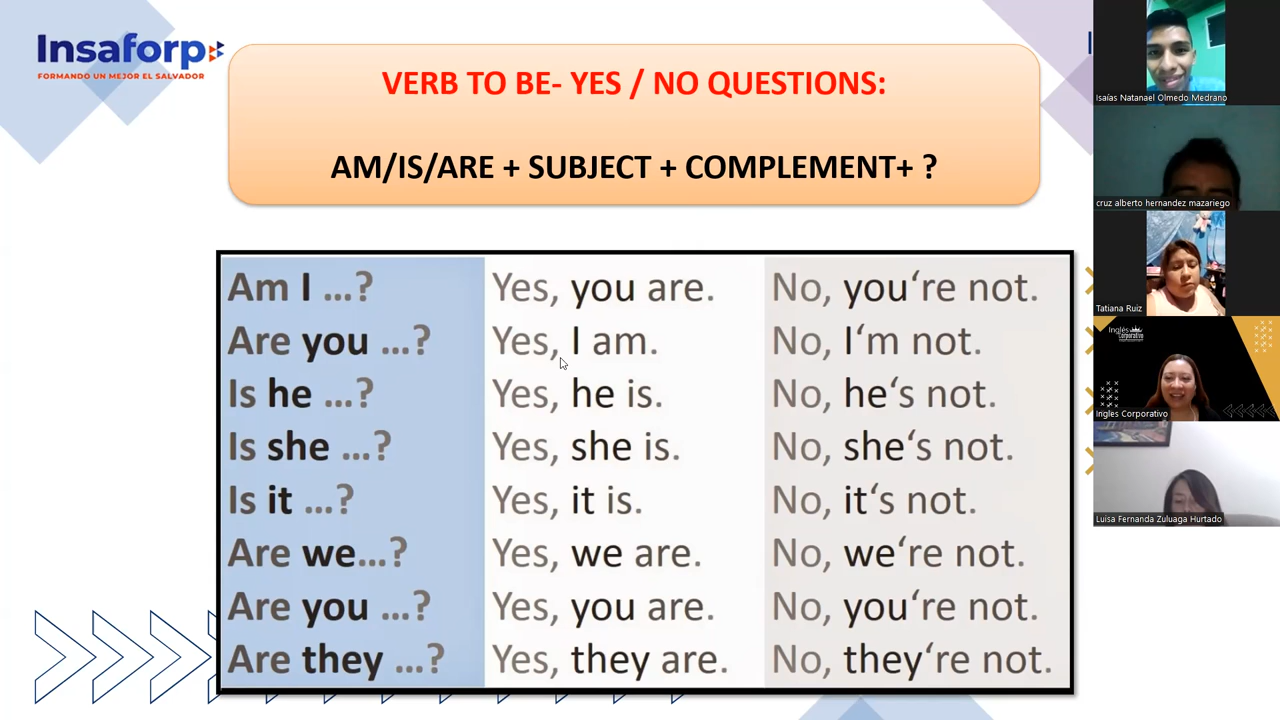 Insaforp
FORMANDO UN MEJOR EL SALVADOR
VERB TO BE- YES / NO QUESTIONS:
AM/IS/ARE + SUBJECT + COMPLEMENT+ ?
Am I ...? Yes, you are. No, you‘re not.
Are you ...? Yes, I am. No, I‘m not.
Is he ...? Yes, he is. No, he‘s not.
Is she ...? Yes, she is. No, she‘s not.
Is it ...? Yes, it is. No, it‘s not.
Are we...? Yes, we are. No, we‘re not.
Are you ...? Yes, you are. No, you‘re not.
Are they ...? Yes, they are. No, they‘re not.
Isaías Natanael Olmedo Medrano
cruz alberto hernandez mazariego
Tatiana Ruiz
Inglés
Corporativo
Ingles Corporativo
Luisa Fernanda Zuluaga Hurtado